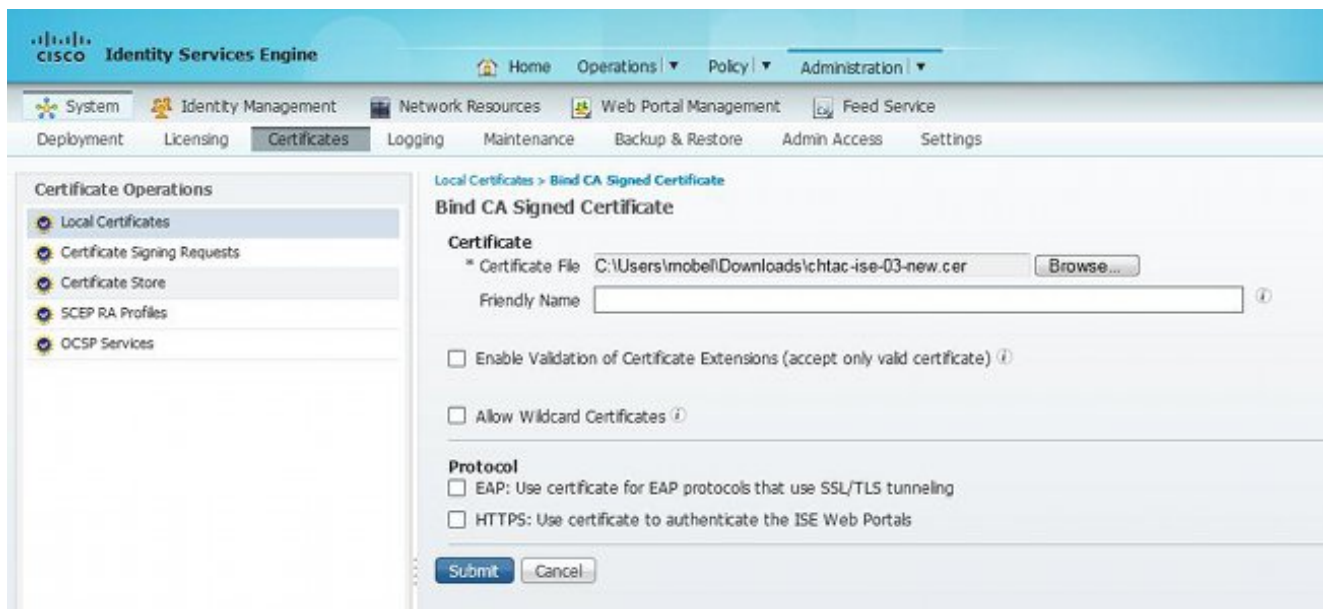 CISCO Identity Services Engine
Home Operations Policy Administration
System Identity Management Network Resources Web Portal Management Feed Service
Deployment Licensing Certificates Logging Maintenance Backup & Restore Admin Access Settings
Certificate Operations
Local Certificates
Certificate Signing Requests
Certificate Store
SCEP RA Profiles
OCSP Services
Local Certificates > Bind CA Signed Certificate
Bind CA Signed Certificate
Certificate
* Certificate File C:\Users\mobel\Downloads\chtac-ise-03-new.cer Browse...
Friendly Name
Enable Validation of Certificate Extensions (accept only valid certificate)
Allow Wildcard Certificates
Protocol
EAP: Use certificate for EAP protocols that use SSL/TLS tunneling
HTTPS: Use certificate to authenticate the ISE Web Portals
Submit Cancel